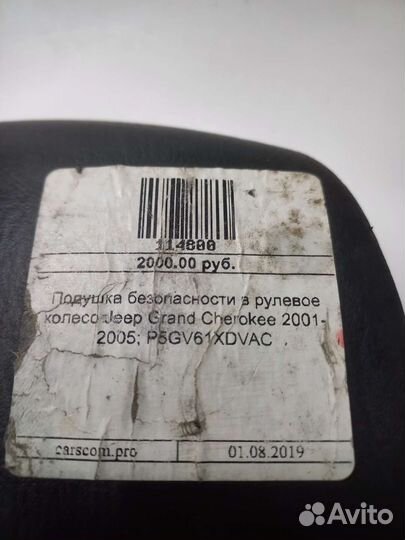 114800
2000.00 руб.
Подушка безопасности в рулевое
колесо Jeep Grand Cherokee 2001-
2005; P5GV61XDVAC
carscom.pro
01.08.2019
Avito